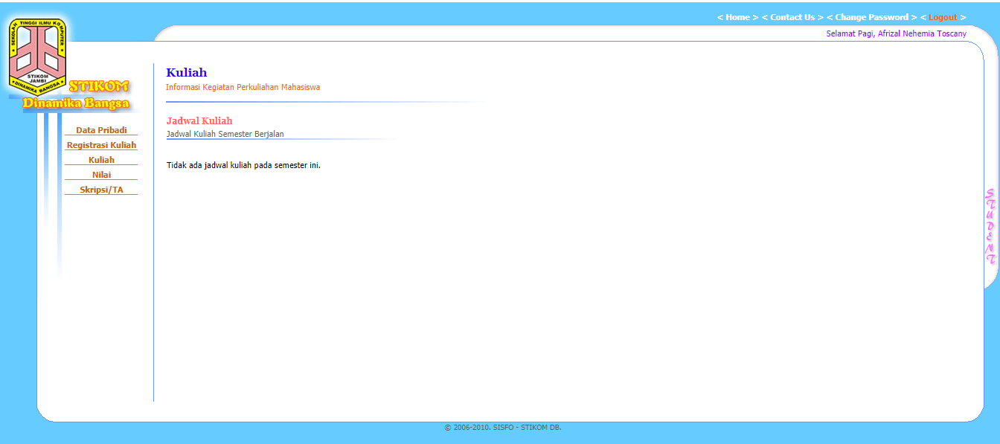 < Home > < Contact Us > < Change Password > < Logout >
Selamat Pagi, Afrizal Nehemia Toscany
SEKOLAH TINGGI ILMU KOMPUTER
STIKOM
JAMBI
DINAMIKA BANGSA
STIKOM
Dinamika Bangsa
Data Pribadi
Registrasi Kuliah
Kuliah
Nilai
Skripsi/TA
Kuliah
Informasi Kegiatan Perkuliahan Mahasiswa
Jadwal Kuliah
Jadwal Kuliah Semester Berjalan
Tidak ada jadwal kuliah pada semester ini.
STUDENT
© 2006-2010. SISFO - STIKOM DB.